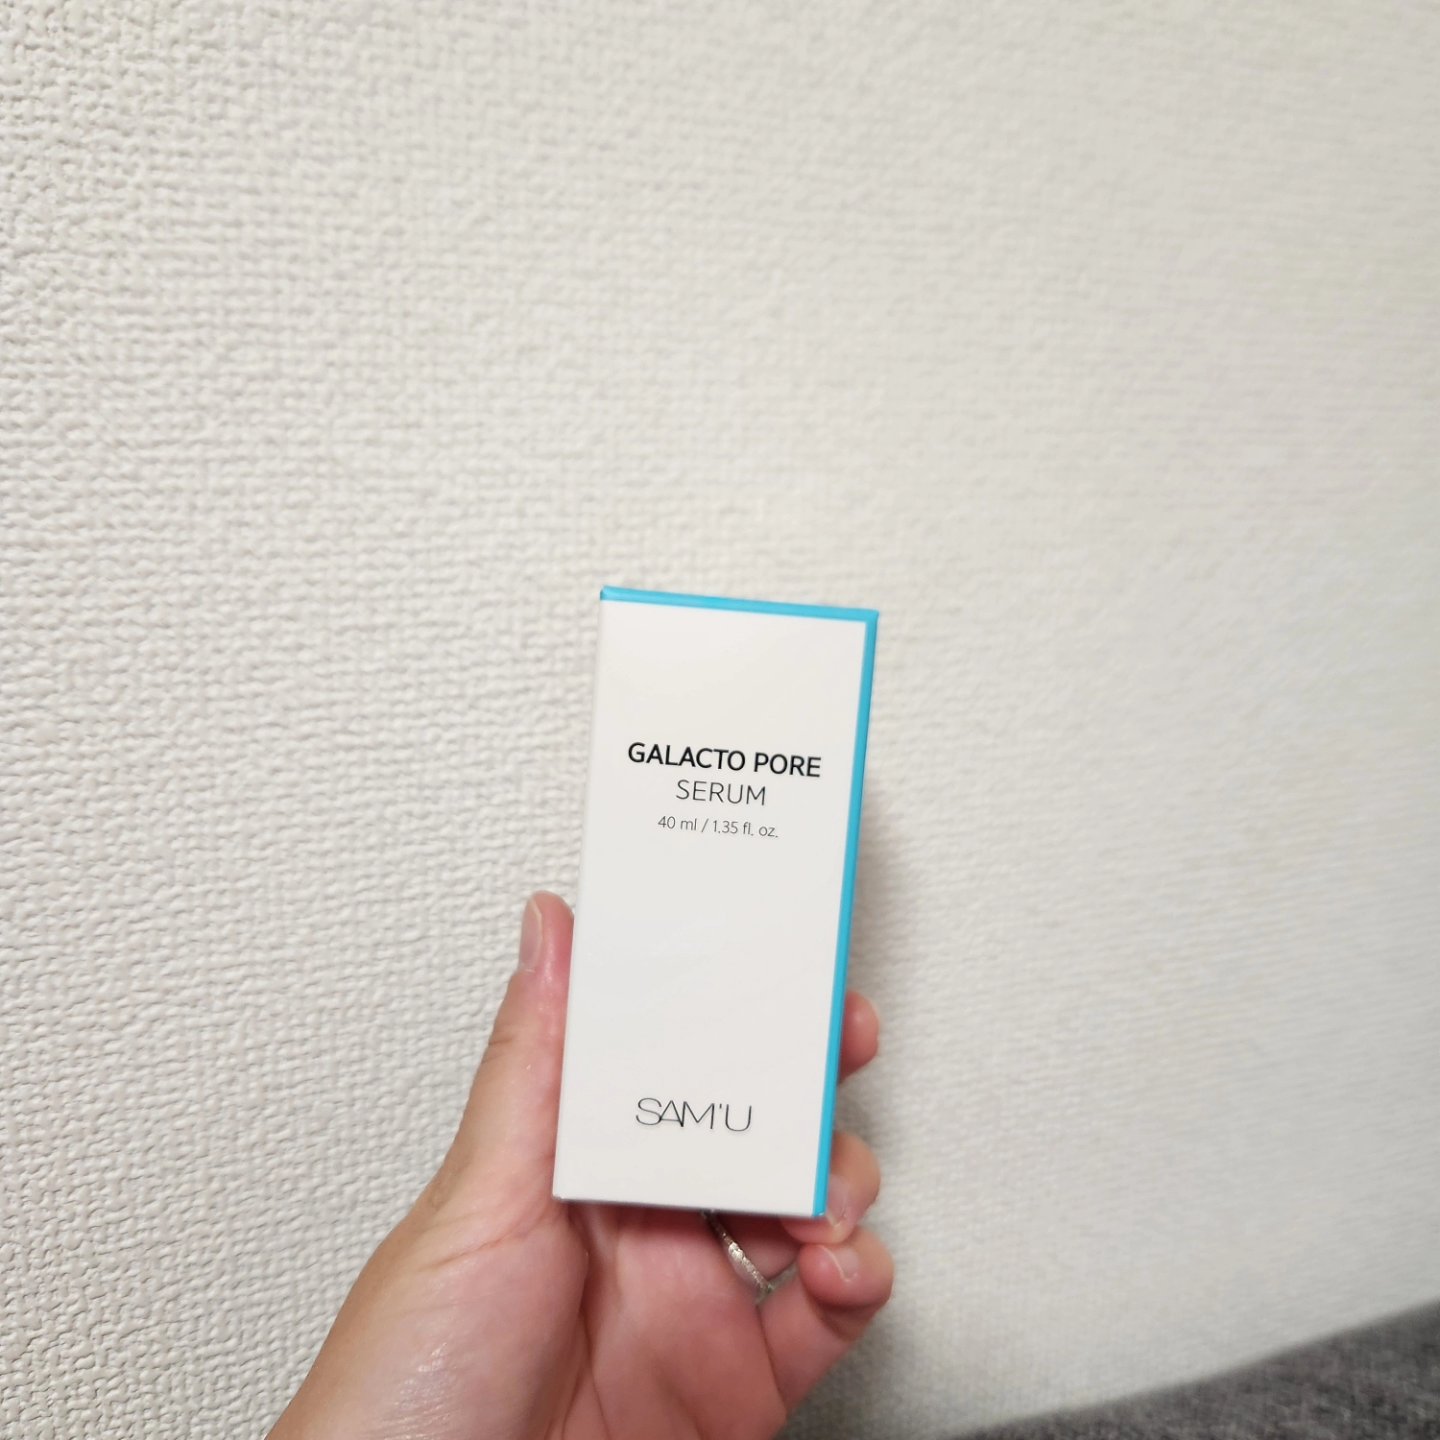 GALACTO PORE
SERUM
40 ml / 1.35 fl. oz.
SAM'U